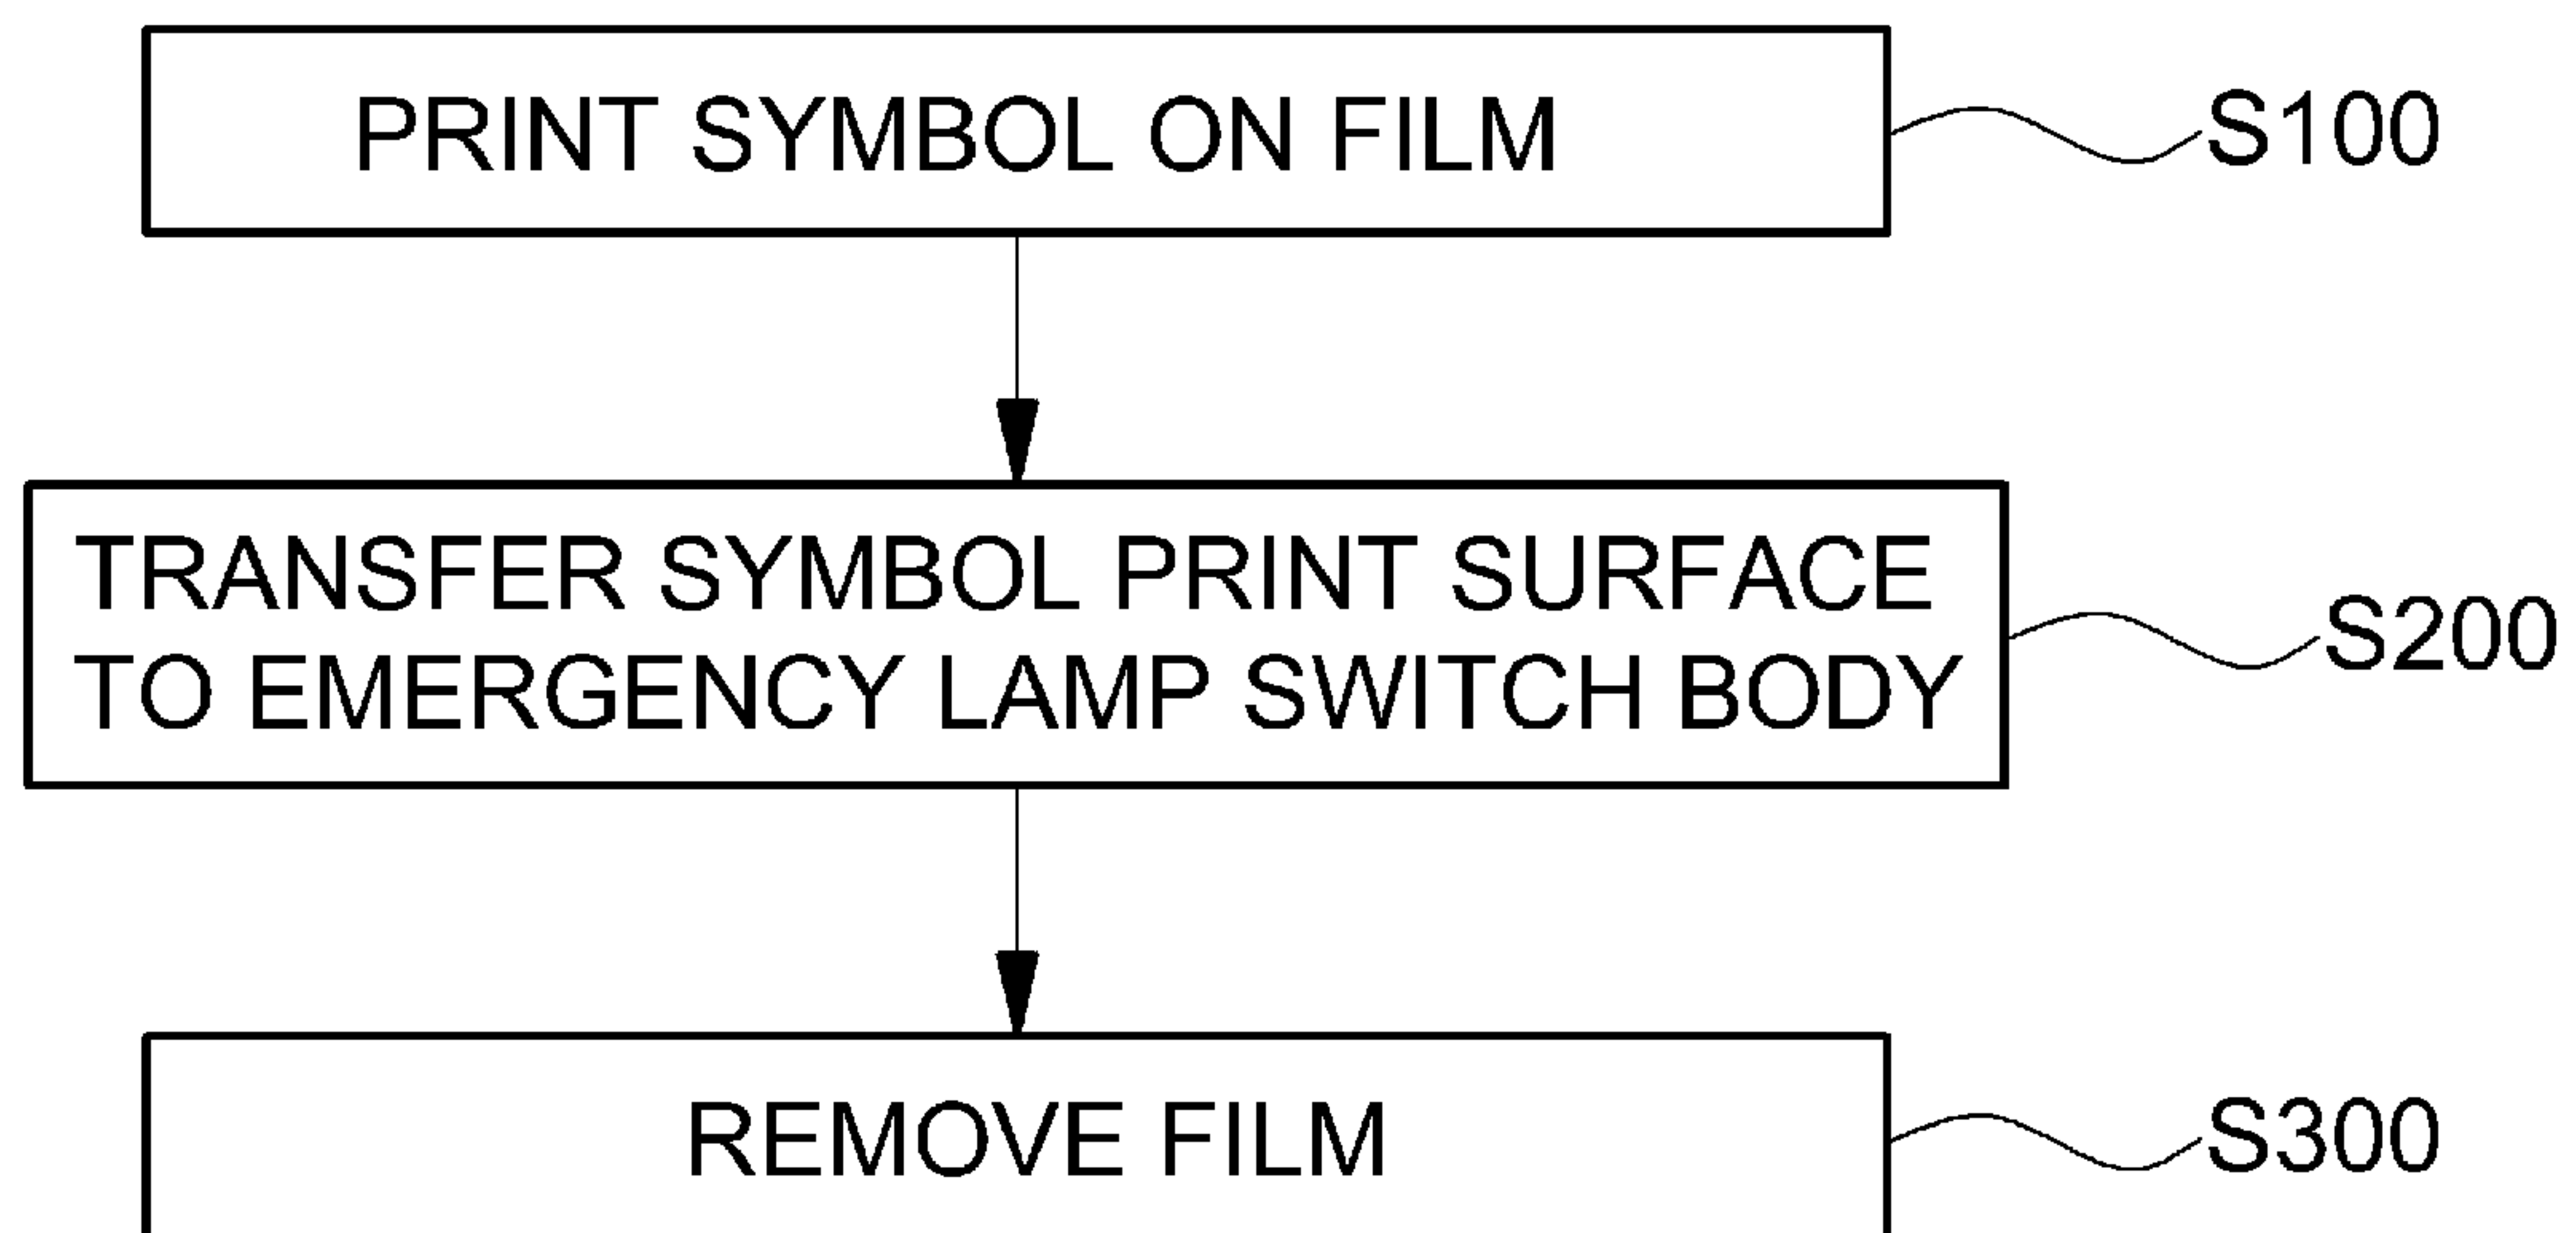 PRINT SYMBOL ON FILM
S100
TRANSFER SYMBOL PRINT SURFACE
TO EMERGENCY LAMP SWITCH BODY
S200
REMOVE FILM
S300